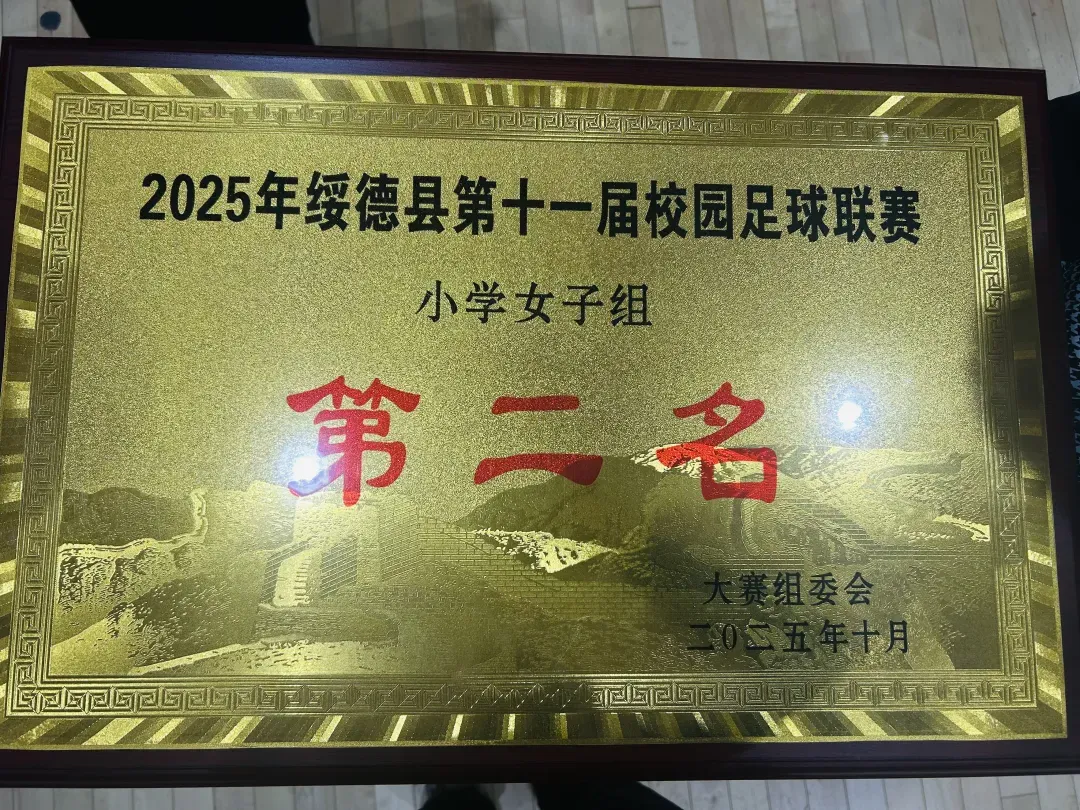 2025年绥德县第十一届校园足球联赛
小学女子组
第二名
大赛组委会
二0二五年十月